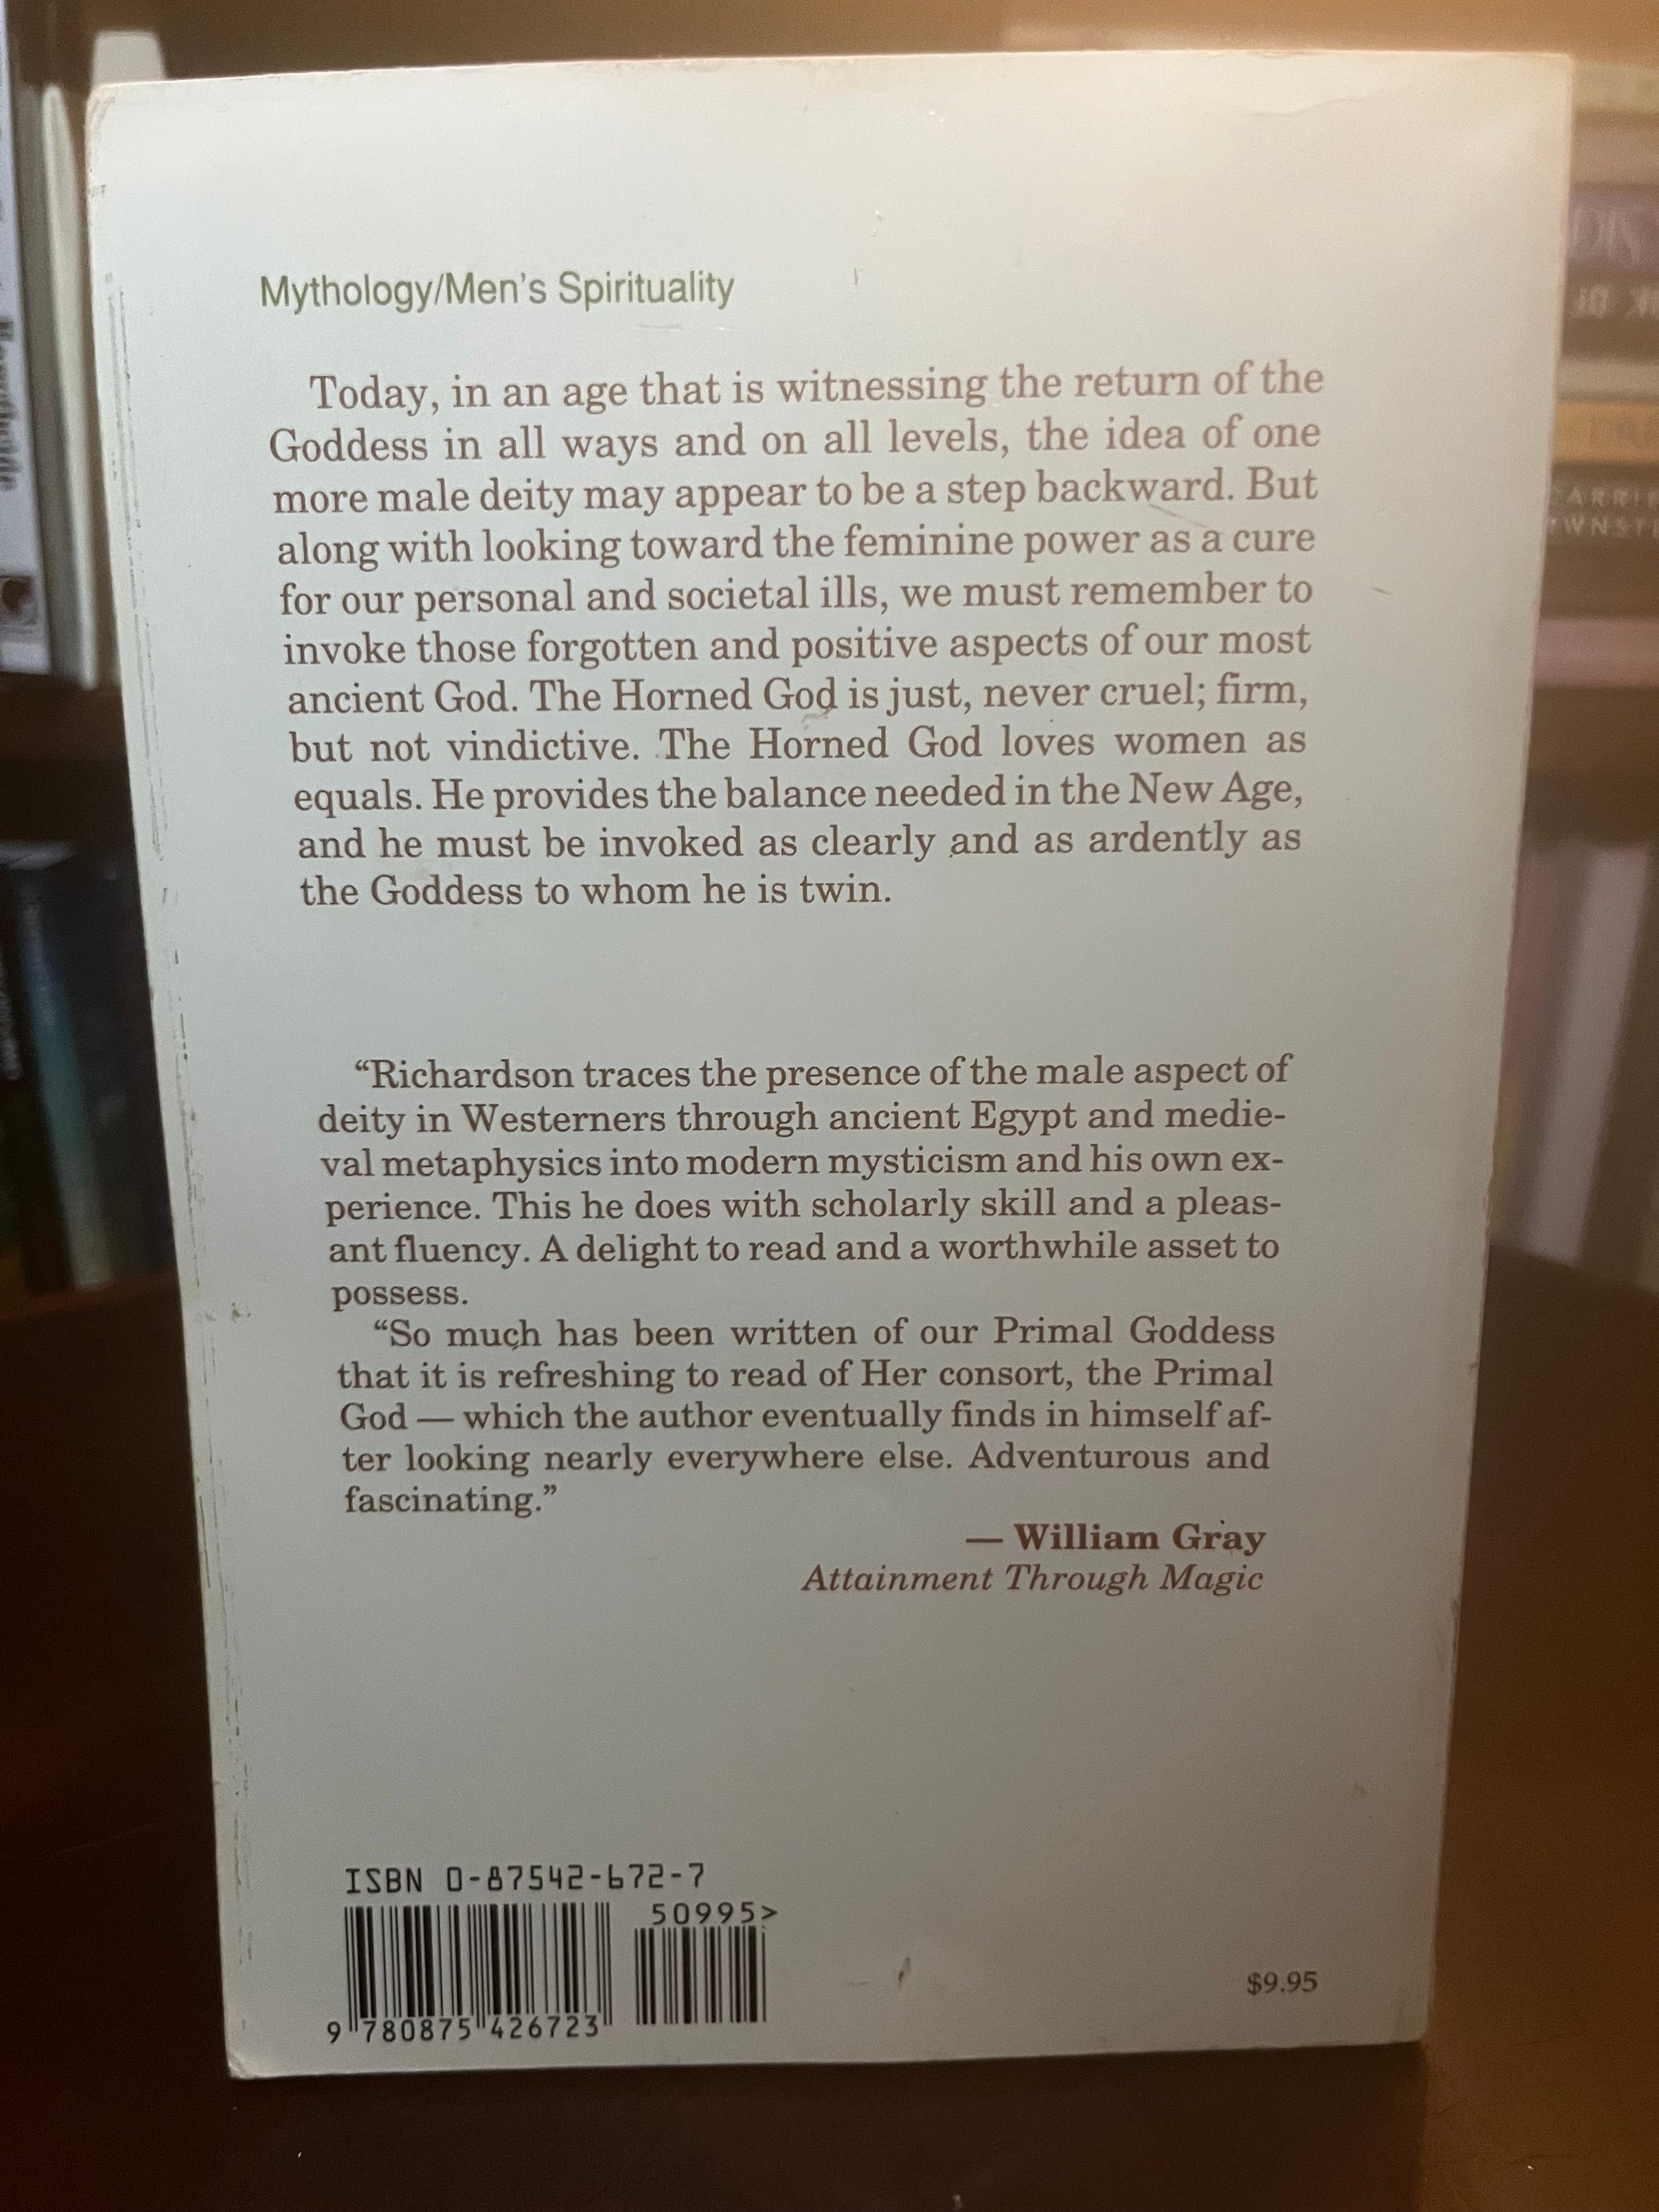 Mythology/Men's Spirituality
Today, in an age that is witnessing the return of the
Goddess in all ways and on all levels, the idea of one
more male deity may appear to be a step backward. But
along with looking toward the feminine power as a cure
for our personal and societal ills, we must remember to
invoke those forgotten and positive aspects of our most
ancient God. The Horned God is just, never cruel; firm,
but not vindictive. The Horned God loves women as
equals. He provides the balance needed in the New Age,
and he must be invoked as clearly and as ardently as
the Goddess to whom he is twin.
“Richardson traces the presence of the male aspect of
deity in Westerners through ancient Egypt and medie-
val metaphysics into modern mysticism and his own ex-
perience. This he does with scholarly skill and a pleas-
ant fluency. A delight to read and a worthwhile asset to
possess.
“So much has been written of our Primal Goddess
that it is refreshing to read of Her consort, the Primal
God — which the author eventually finds in himself af-
ter looking nearly everywhere else. Adventurous and
fascinating.”
— William Gray
Attainment Through Magic
ISBN 0-87542-672-7
50995>
9 780875 426723
$9.95